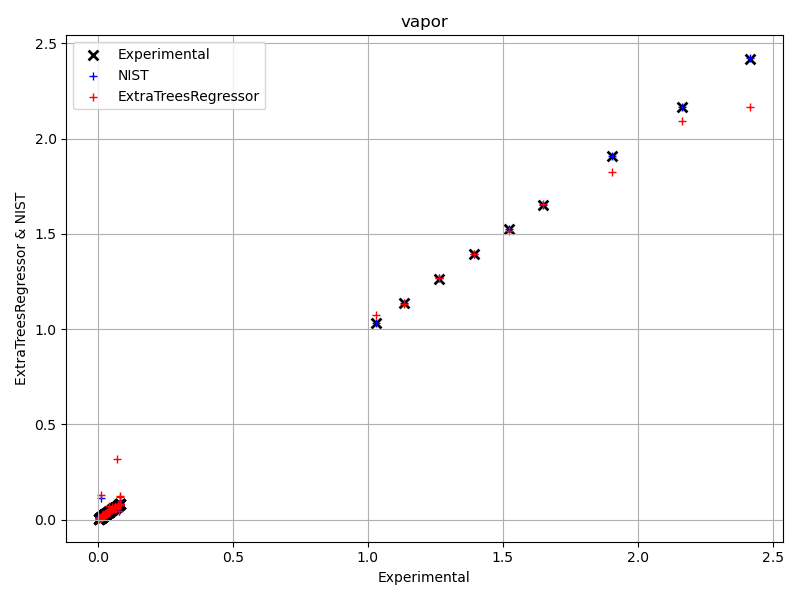 vapor
Experimental
NIST
ExtraTreesRegressor
2.5
2.0
1.5
1.0
0.5
0.0
ExtraTreesRegressor & NIST
0.0 0.5 1.0 1.5 2.0 2.5
Experimental